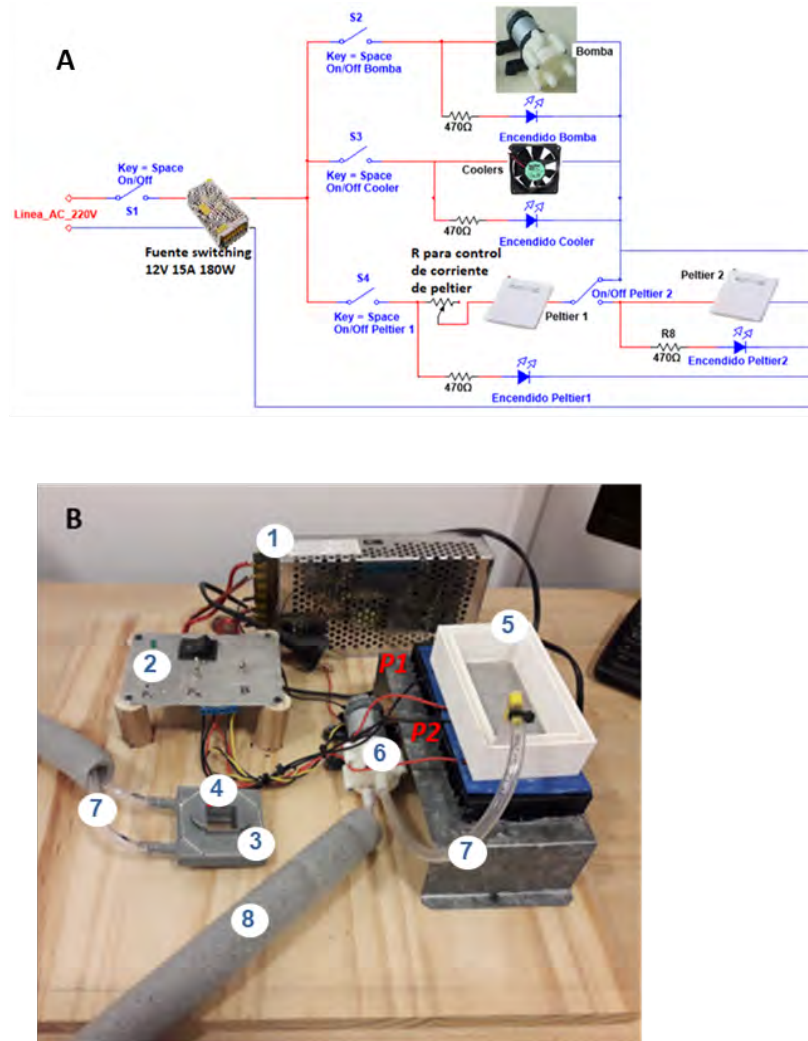 A
S2
Key = Space
On/Off Bomba
Bomba
470Ω
Encendido Bomba
S3
Key = Space
On/Off Cooler
Coolers
470Ω
Encendido Cooler
Key = Space
On/Off
S1
Linea_AC_220V
Fuente switching
12V 15A 180W
S4
Key = Space
On/Off Peltier 1
R para control
de corriente
de peltier
Peltier 1
On/Off Peltier 2
Peltier 2
R8
470Ω
Encendido Peltier2
470Ω
Encendido Peltier1
B
1
2
P1
5
P2
B
6
4
7
3
7
8